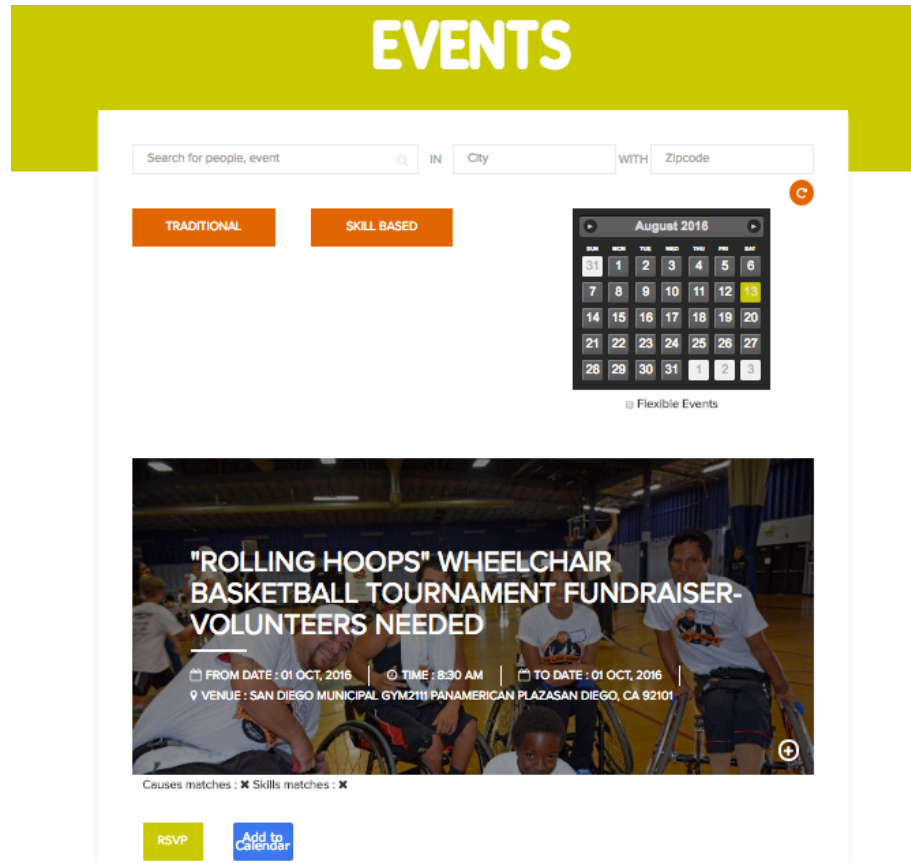 EVENTS
Search for people, event IN City WITH Zipcode
TRADITIONAL SKILL BASED
August 2016
SUN MON TUE WED THU FRI SAT
31 1 2 3 4 5 6
7 8 9 10 11 12 13
14 15 16 17 18 19 20
21 22 23 24 25 26 27
28 29 30 31 1 2 3
Flexible Events
"ROLLING HOOPS" WHEELCHAIR
BASKETBALL TOURNAMENT FUNDRAISER-
VOLUNTEERS NEEDED
FROM DATE : 01 OCT, 2016 TIME : 8:30 AM TO DATE : 01 OCT, 2016
VENUE : SAN DIEGO MUNICIPAL GYM2111 PANAMERICAN PLAZASAN DIEGO, CA 92101
Causes matches : ✖ Skills matches : ✖
RSVP
Add to
Calendar